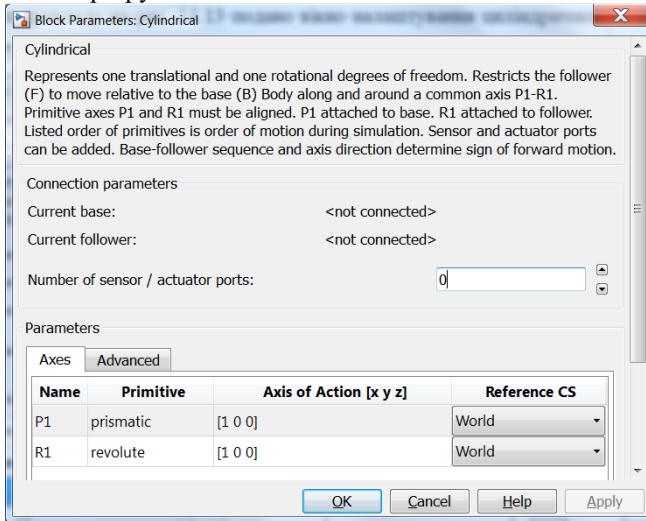 Block Parameters: Cylindrical
Cylindrical
Represents one translational and one rotational degrees of freedom. Restricts the follower
(F) to move relative to the base (B) Body along and around a common axis P1-R1.
Primitive axes P1 and R1 must be aligned. P1 attached to base. R1 attached to follower.
Listed order of primitives is order of motion during simulation. Sensor and actuator ports
can be added. Base-follower sequence and axis direction determine sign of forward motion.
Connection parameters
Current base: <not connected>
Current follower: <not connected>
Number of sensor / actuator ports: 0
Parameters
Axes Advanced
Name Primitive Axis of Action [x y z] Reference CS
P1 prismatic [1 0 0] World
R1 revolute [1 0 0] World
OK Cancel Help Apply